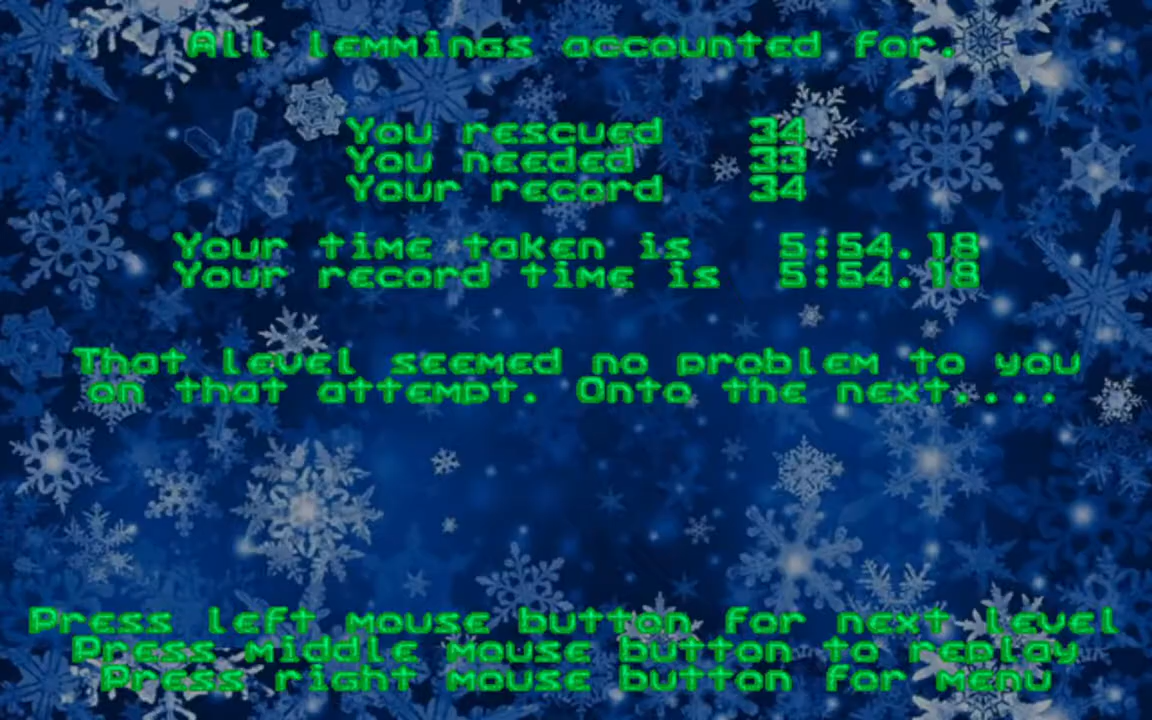 All lemmings accounted for.
You rescued 34
You needed 33
Your record 34
Your time taken is 5:54.18
Your record time is 5:54.18
That level seemed no problem to you
on that attempt. Onto the next....
Press left mouse button for next level
Press middle mouse button to replay
Press right mouse button for menu